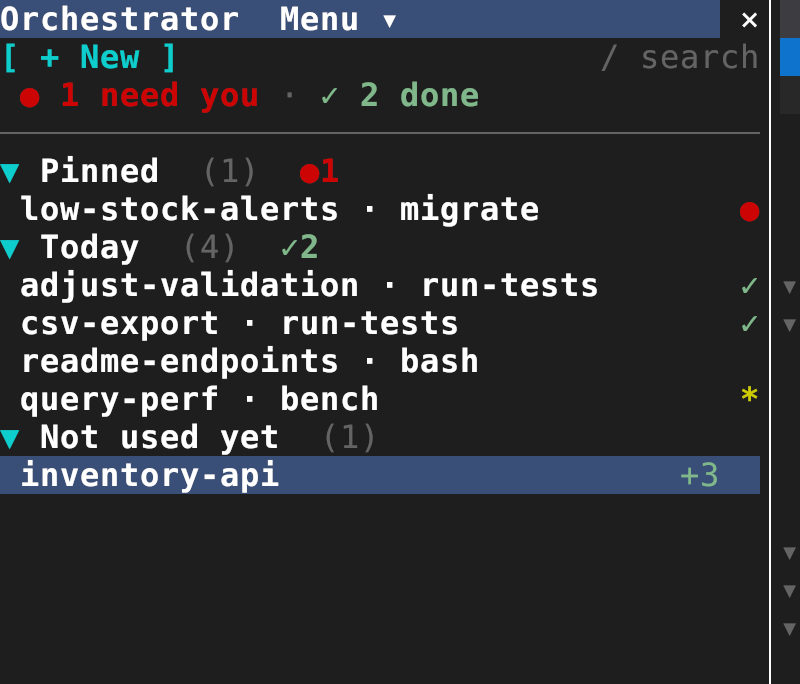 Orchestrator  Menu ▾ ×
[ + New ] / search
● 1 need you · ✓ 2 done
▼ Pinned (1) ●1
low-stock-alerts · migrate ●
▼ Today (4) ✓2
adjust-validation · run-tests ✓
csv-export · run-tests ✓
readme-endpoints · bash
query-perf · bench *
▼ Not used yet (1)
inventory-api +3